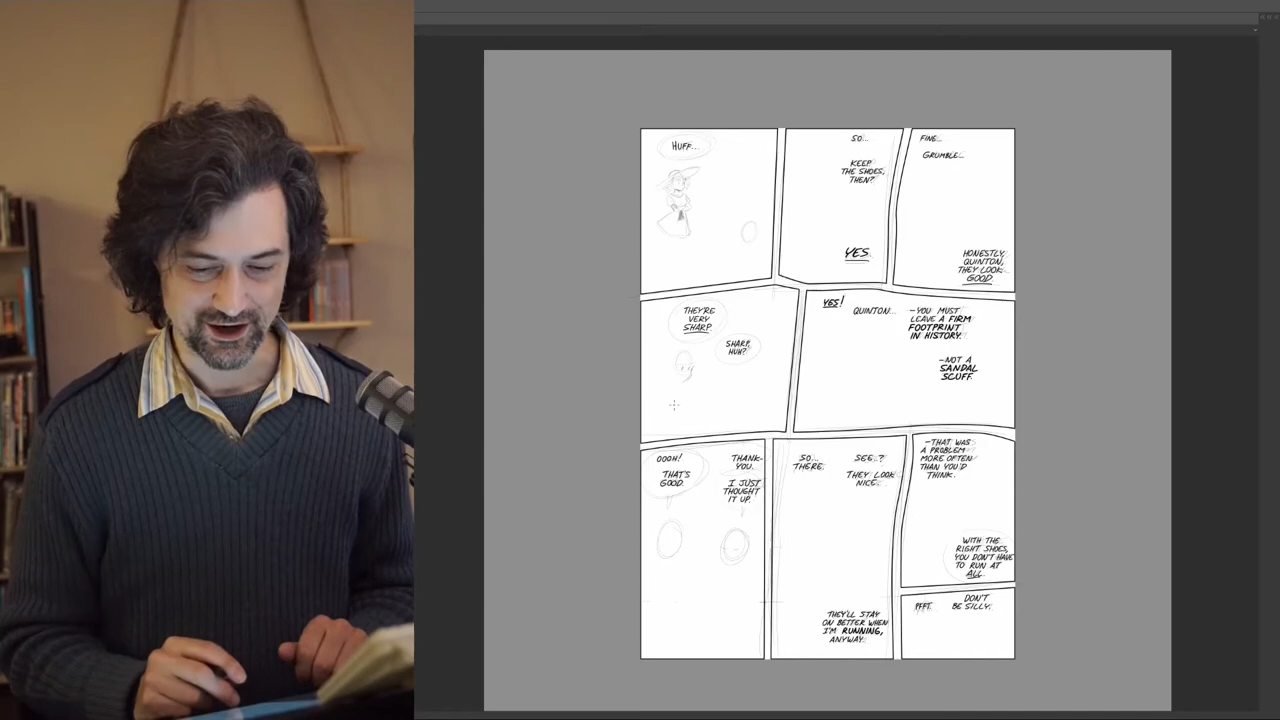 HUFF...
SO...
KEEP
THE SHOES,
THEN?
YES.
FINE...
GRUMBLE...
HONESTLY,
QUINTON,
THEY LOOK
GOOD.
THEY'RE
VERY
SHARP.
SHARP,
HUH?
YES!
QUINTON...
-YOU MUST
LEAVE A FIRM
FOOTPRINT
IN HISTORY.
-NOT A
SANDAL
SCUFF.
OOOH!
THAT'S
GOOD.
THANK-
YOU.
I JUST
THOUGHT
IT UP.
SO...
THERE.
SEE..?
THEY LOOK
NICE.
THEY'LL STAY
ON BETTER WHEN
I'M RUNNING,
ANYWAY.
-THAT WAS
A PROBLEM
MORE OFTEN
THAN YOU'D
THINK.
WITH THE
RIGHT SHOES,
YOU DON'T HAVE
TO RUN AT
ALL.
PFFT.
DON'T
BE SILLY.